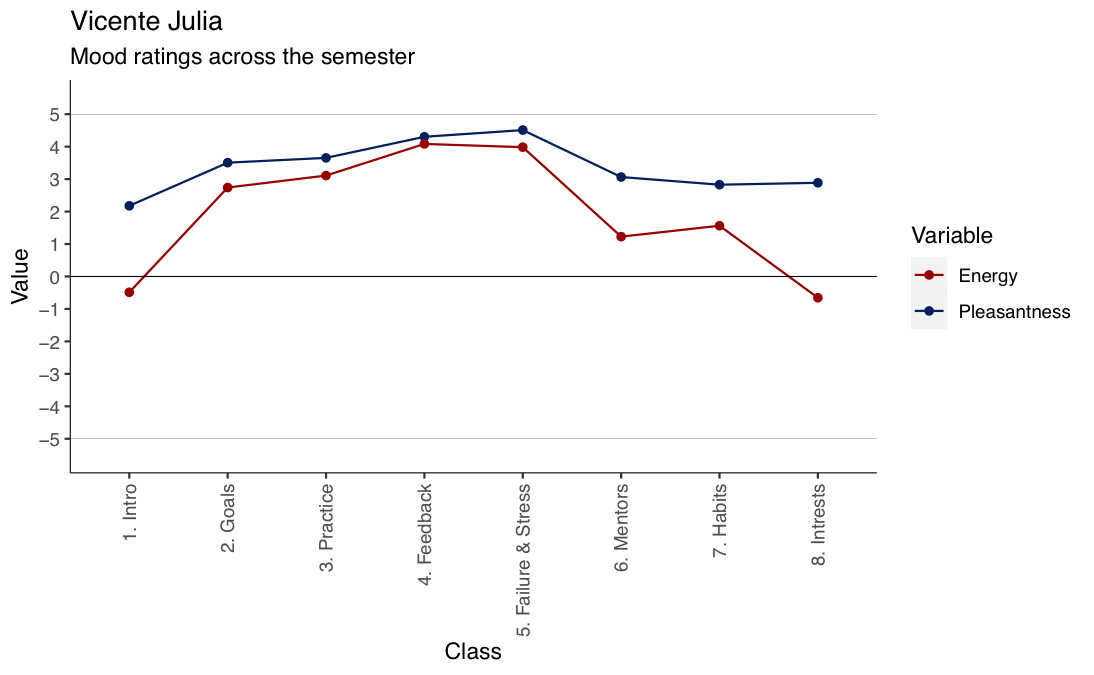 Vicente Julia
Mood ratings across the semester
Value
5
4
3
2
1
0
−1
−2
−3
−4
−5
1. Intro
2. Goals
3. Practice
4. Feedback
5. Failure & Stress
6. Mentors
7. Habits
8. Intrests
Class
Variable
Energy
Pleasantness